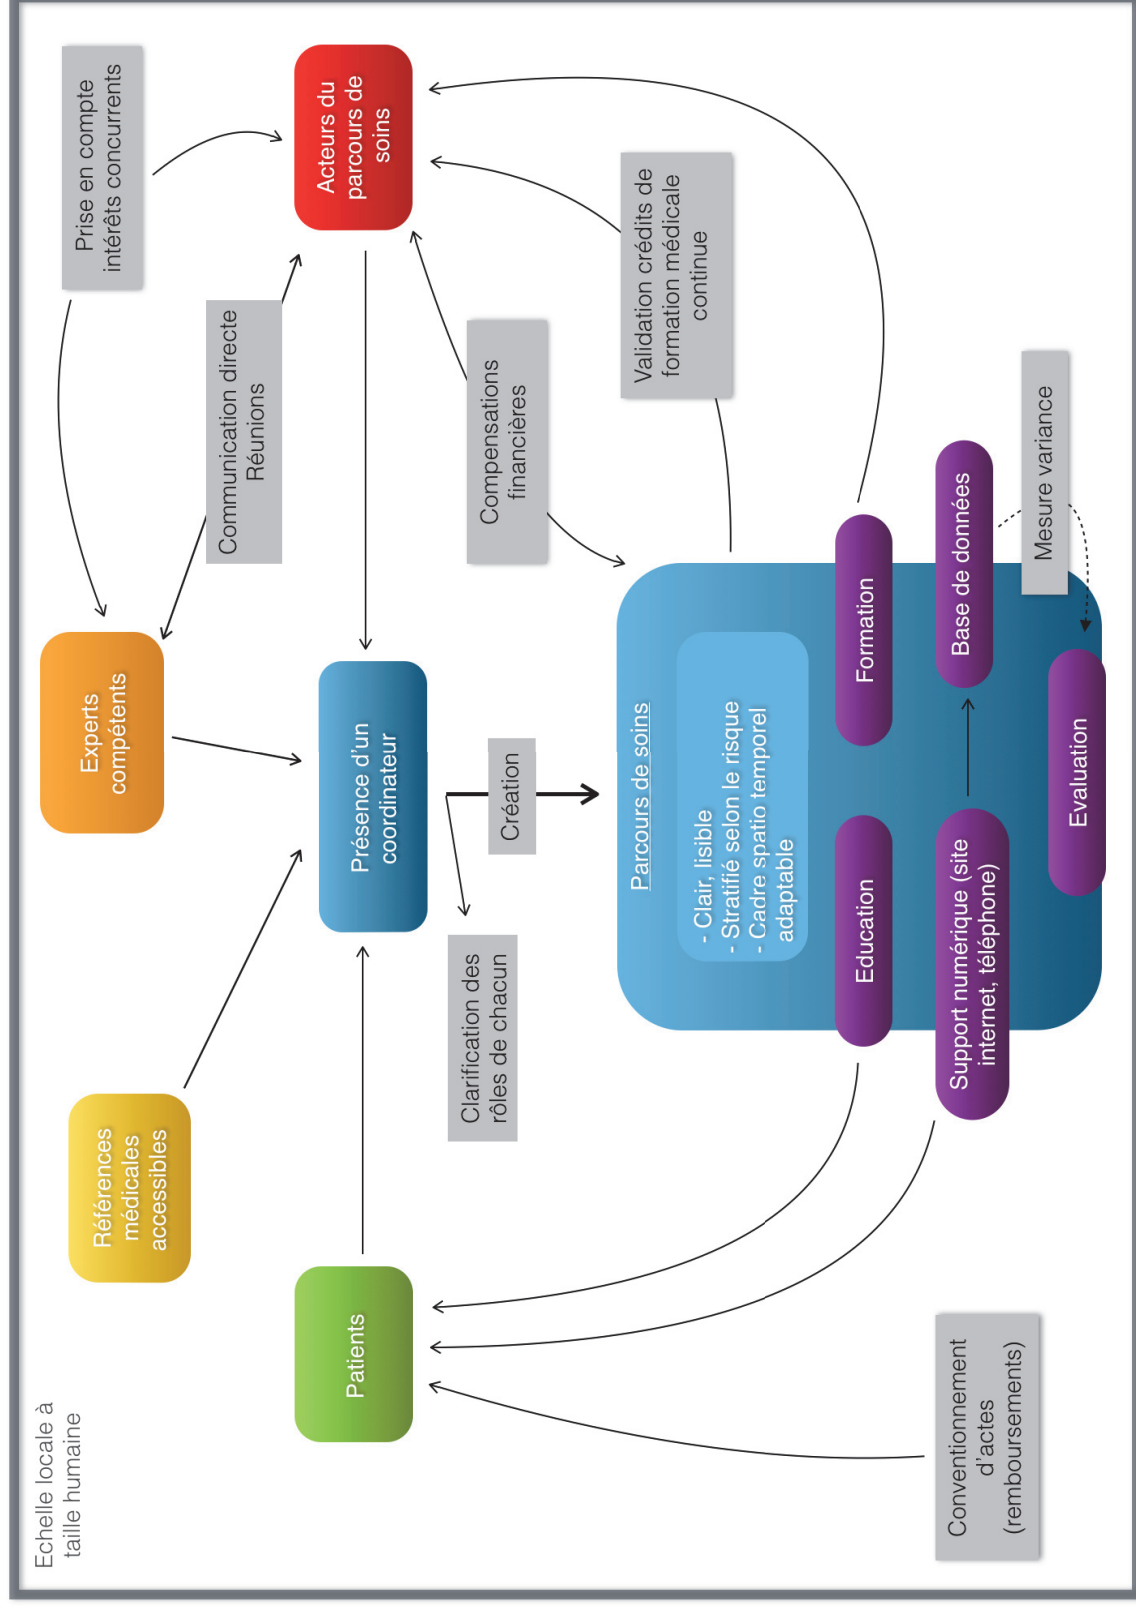 Echelle locale à
taille humaine
Références
médicales
accessibles
Experts
compétents
Prise en compte
intérêts concurrents
Communication directe
Réunions
Patients
Présence d'un
coordinateur
Acteurs du
parcours de
soins
Clarification des
rôles de chacun
Création
Compensations
financières
Validation crédits de
formation médicale
continue
Parcours de soins
- Clair, lisible
- Stratifié selon le risque
- Cadre spatio temporel
adaptable
Education
Formation
Support numérique (site
internet, téléphone)
Base de données
Mesure variance
Evaluation
Conventionnement
d'actes
(remboursements)